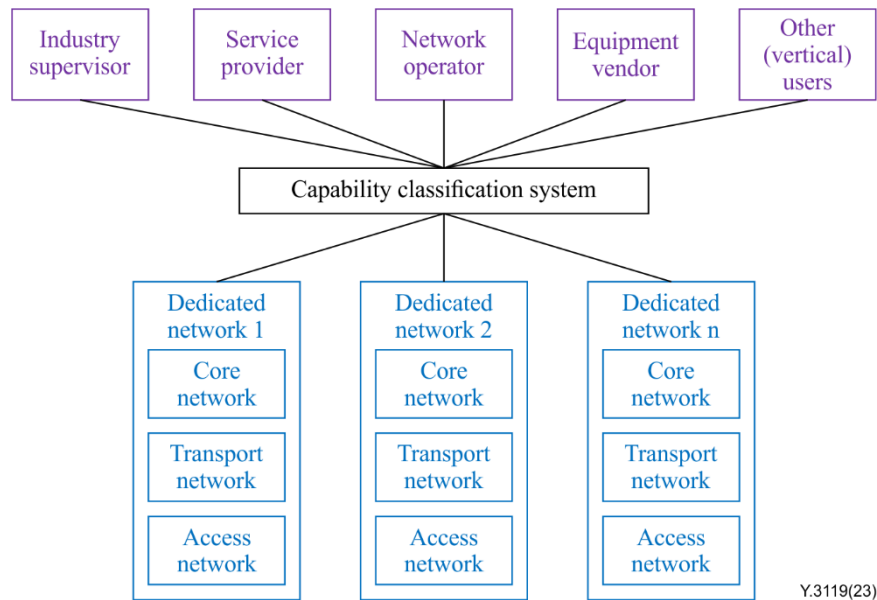 Industry
supervisor
Service
provider
Network
operator
Equipment
vendor
Other
(vertical)
users
Capability classification system
Dedicated
network 1
Core
network
Transport
network
Access
network
Dedicated
network 2
Core
network
Transport
network
Access
network
Dedicated
network n
Core
network
Transport
network
Access
network
Y.3119(23)